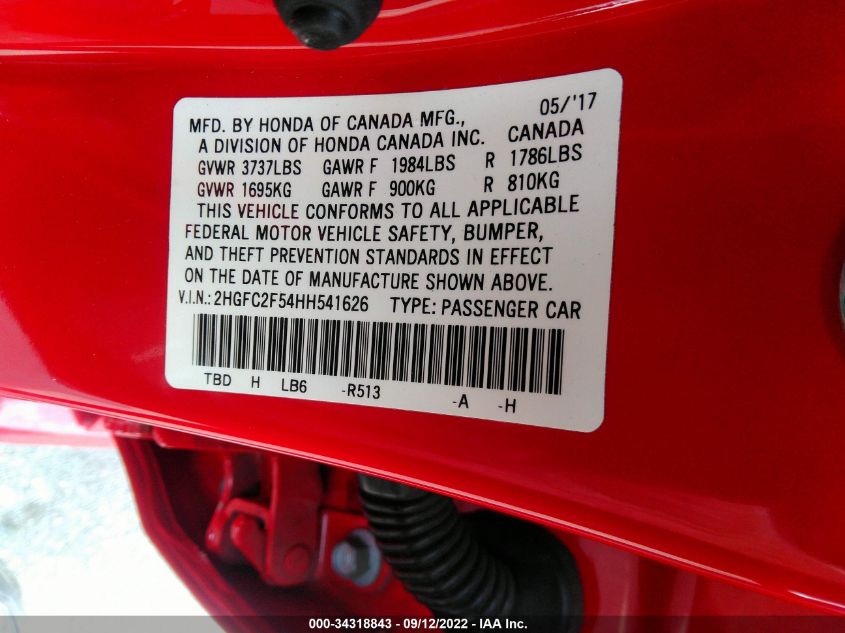 MFD. BY HONDA OF CANADA MFG., 05/'17
A DIVISION OF HONDA CANADA INC. CANADA
GVWR 3737LBS GAWR F 1984LBS R 1786LBS
GVWR 1695KG GAWR F 900KG R 810KG
THIS VEHICLE CONFORMS TO ALL APPLICABLE
FEDERAL MOTOR VEHICLE SAFETY, BUMPER,
AND THEFT PREVENTION STANDARDS IN EFFECT
ON THE DATE OF MANUFACTURE SHOWN ABOVE.
V.I.N.: 2HGFC2F54HH541626 TYPE: PASSENGER CAR
TBD H LB6 -R513 -A -H
000-34318843 - 09/12/2022 - IAA Inc.